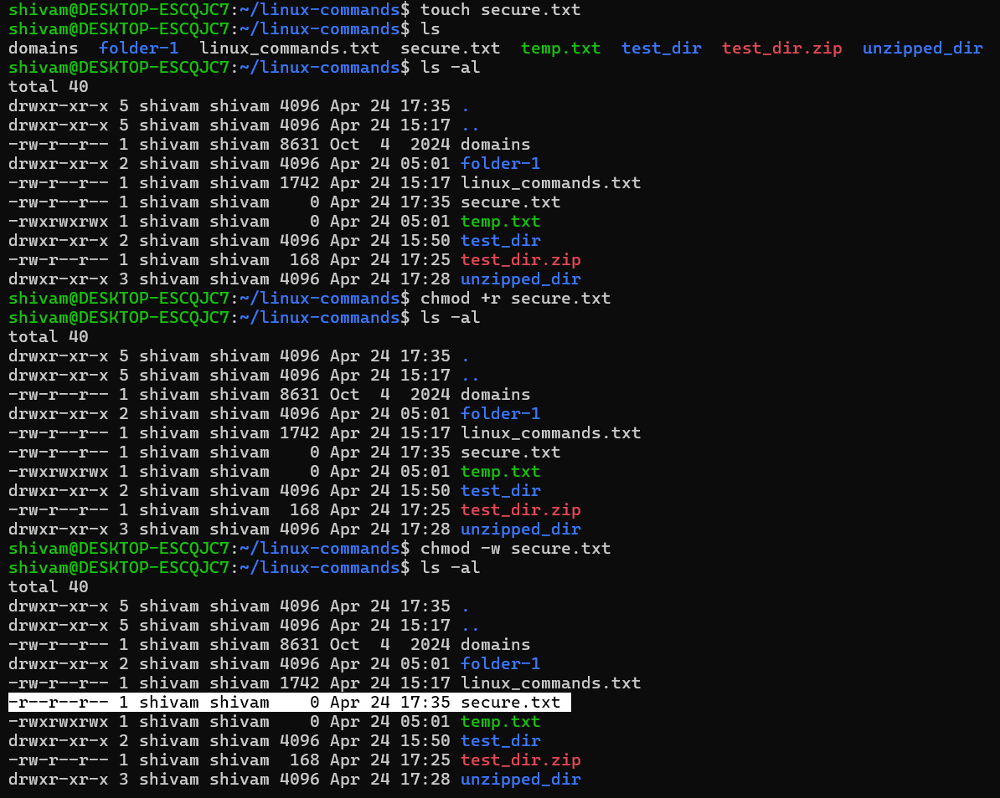 shivam@DESKTOP-ESCQJC7:~/linux-commands$ touch secure.txt
shivam@DESKTOP-ESCQJC7:~/linux-commands$ ls
domains  folder-1  linux_commands.txt  secure.txt  temp.txt  test_dir  test_dir.zip  unzipped_dir
shivam@DESKTOP-ESCQJC7:~/linux-commands$ ls -al
total 40
drwxr-xr-x 5 shivam shivam 4096 Apr 24 17:35 .
drwxr-xr-x 5 shivam shivam 4096 Apr 24 15:17 ..
-rw-r--r-- 1 shivam shivam 8631 Oct  4  2024 domains
drwxr-xr-x 2 shivam shivam 4096 Apr 24 05:01 folder-1
-rw-r--r-- 1 shivam shivam 1742 Apr 24 15:17 linux_commands.txt
-rw-r--r-- 1 shivam shivam    0 Apr 24 17:35 secure.txt
-rwxrwxrwx 1 shivam shivam    0 Apr 24 05:01 temp.txt
drwxr-xr-x 2 shivam shivam 4096 Apr 24 15:50 test_dir
-rw-r--r-- 1 shivam shivam  168 Apr 24 17:25 test_dir.zip
drwxr-xr-x 3 shivam shivam 4096 Apr 24 17:28 unzipped_dir
shivam@DESKTOP-ESCQJC7:~/linux-commands$ chmod +r secure.txt
shivam@DESKTOP-ESCQJC7:~/linux-commands$ ls -al
total 40
drwxr-xr-x 5 shivam shivam 4096 Apr 24 17:35 .
drwxr-xr-x 5 shivam shivam 4096 Apr 24 15:17 ..
-rw-r--r-- 1 shivam shivam 8631 Oct  4  2024 domains
drwxr-xr-x 2 shivam shivam 4096 Apr 24 05:01 folder-1
-rw-r--r-- 1 shivam shivam 1742 Apr 24 15:17 linux_commands.txt
-rw-r--r-- 1 shivam shivam    0 Apr 24 17:35 secure.txt
-rwxrwxrwx 1 shivam shivam    0 Apr 24 05:01 temp.txt
drwxr-xr-x 2 shivam shivam 4096 Apr 24 15:50 test_dir
-rw-r--r-- 1 shivam shivam  168 Apr 24 17:25 test_dir.zip
drwxr-xr-x 3 shivam shivam 4096 Apr 24 17:28 unzipped_dir
shivam@DESKTOP-ESCQJC7:~/linux-commands$ chmod -w secure.txt
shivam@DESKTOP-ESCQJC7:~/linux-commands$ ls -al
total 40
drwxr-xr-x 5 shivam shivam 4096 Apr 24 17:35 .
drwxr-xr-x 5 shivam shivam 4096 Apr 24 15:17 ..
-rw-r--r-- 1 shivam shivam 8631 Oct  4  2024 domains
drwxr-xr-x 2 shivam shivam 4096 Apr 24 05:01 folder-1
-rw-r--r-- 1 shivam shivam 1742 Apr 24 15:17 linux_commands.txt
-r--r--r-- 1 shivam shivam    0 Apr 24 17:35 secure.txt
-rwxrwxrwx 1 shivam shivam    0 Apr 24 05:01 temp.txt
drwxr-xr-x 2 shivam shivam 4096 Apr 24 15:50 test_dir
-rw-r--r-- 1 shivam shivam  168 Apr 24 17:25 test_dir.zip
drwxr-xr-x 3 shivam shivam 4096 Apr 24 17:28 unzipped_dir